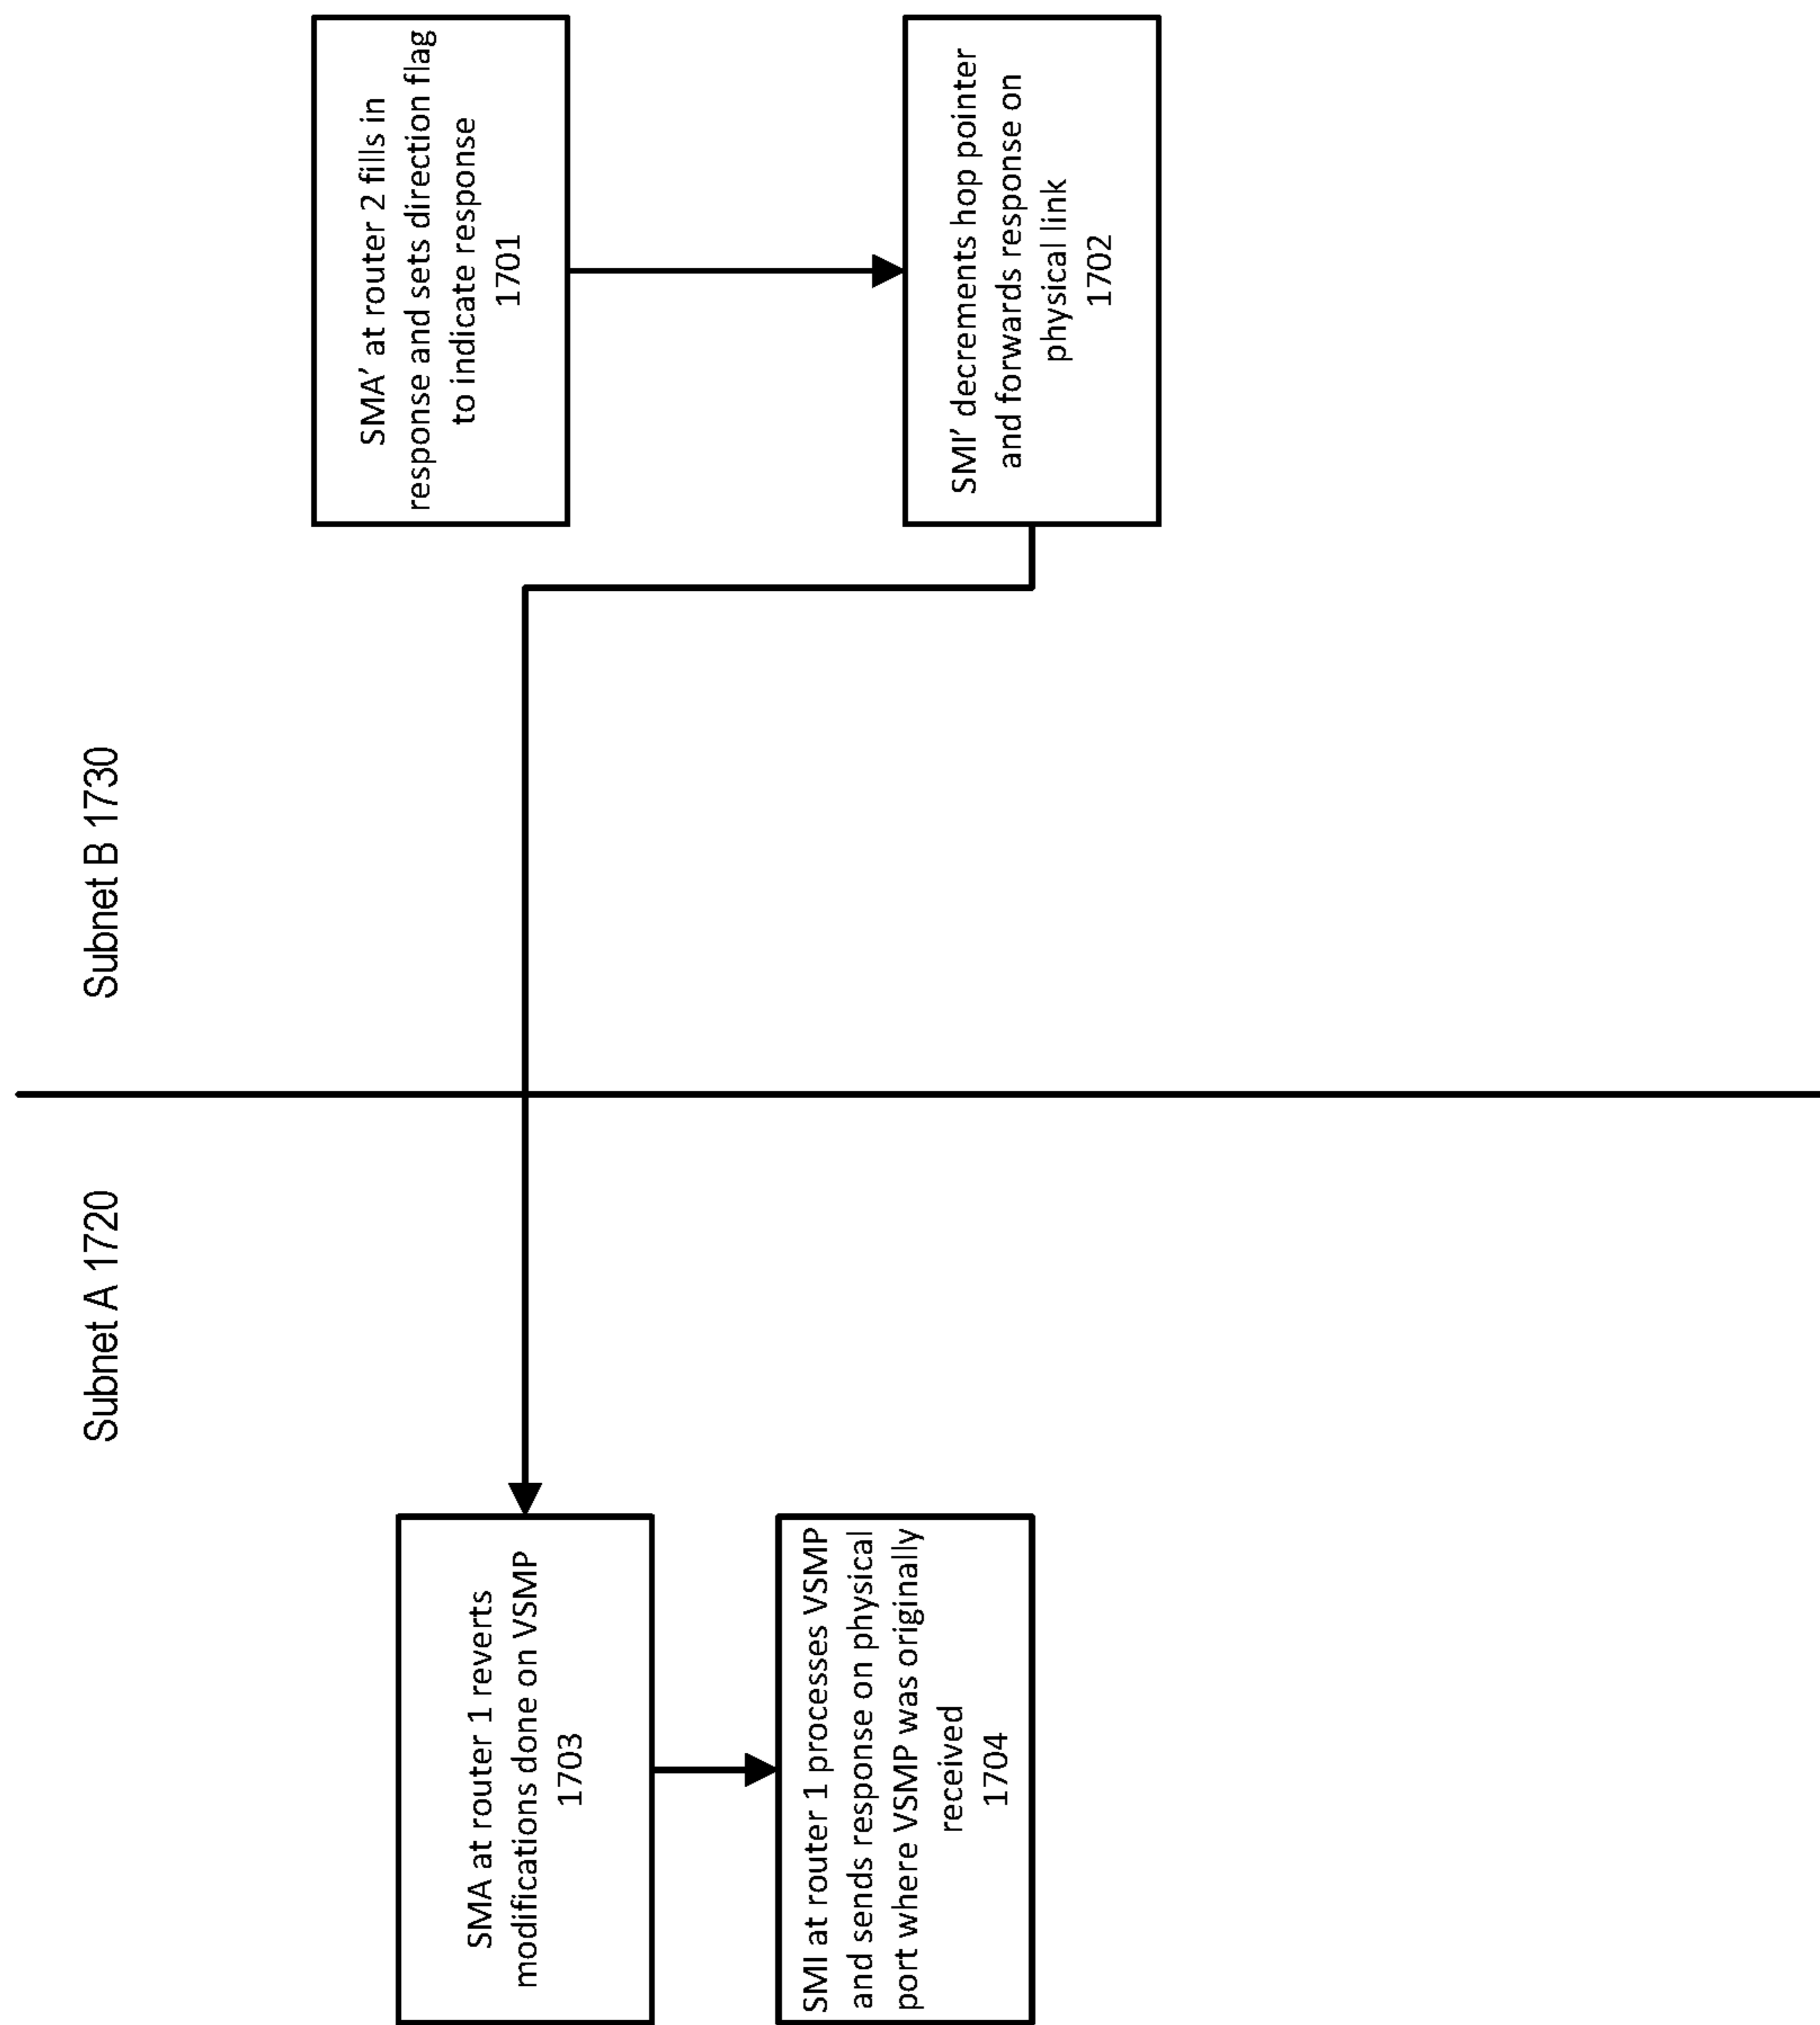 Subnet A 1720
Subnet B 1730
SMA' at router 2 fills in
response and sets direction flag
to indicate response
1701
SMI' decrements hop pointer
and forwards response on
physical link
1702
SMA at router 1 reverts
modifications done on VSMP
1703
SMI at router 1 processes VSMP
and sends response on physical
port where VSMP was originally
received
1704